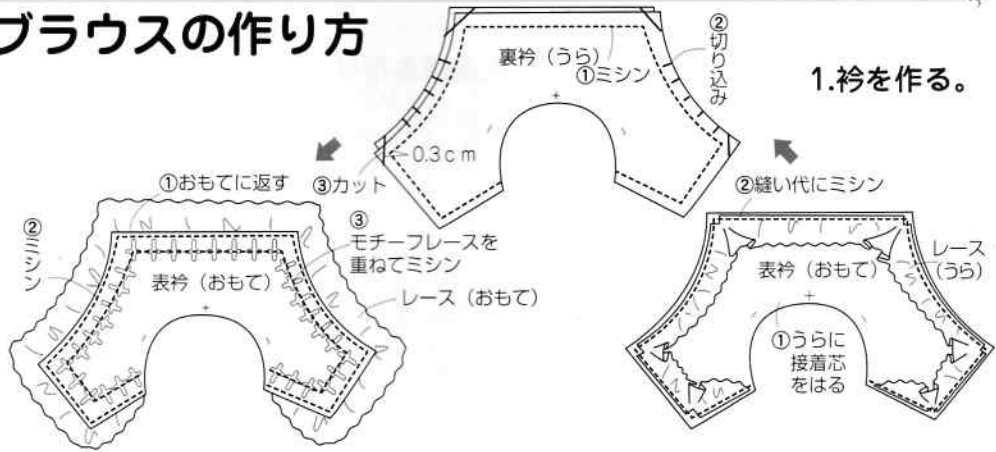 ブラウスの作り方
1.衿を作る。
①うらに
接着芯
をはる
②縫い代にミシン
表衿（おもて）
レース
（うら）
裏衿（うら）
①ミシン
②切り込み
③カット
0.3cm
①おもてに返す
②ミシン
③
モチーフレースを
重ねてミシン
表衿（おもて）
レース（おもて）